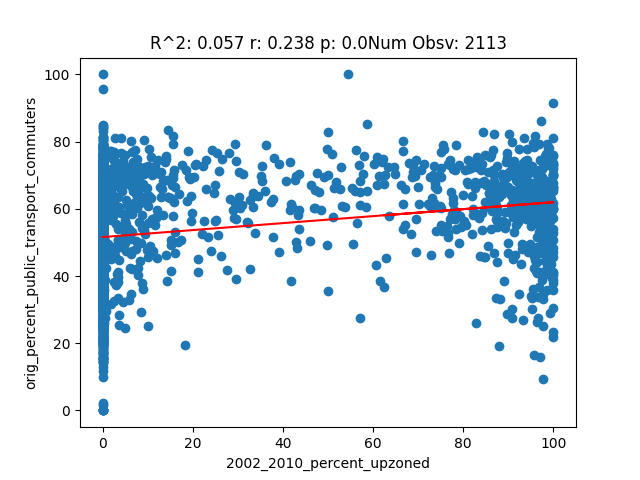 R^2: 0.057 r: 0.238 p: 0.0Num Obsv: 2113
orig_percent_public_transport_commuters
100
80
60
40
20
0
0 20 40 60 80 100
2002_2010_percent_upzoned